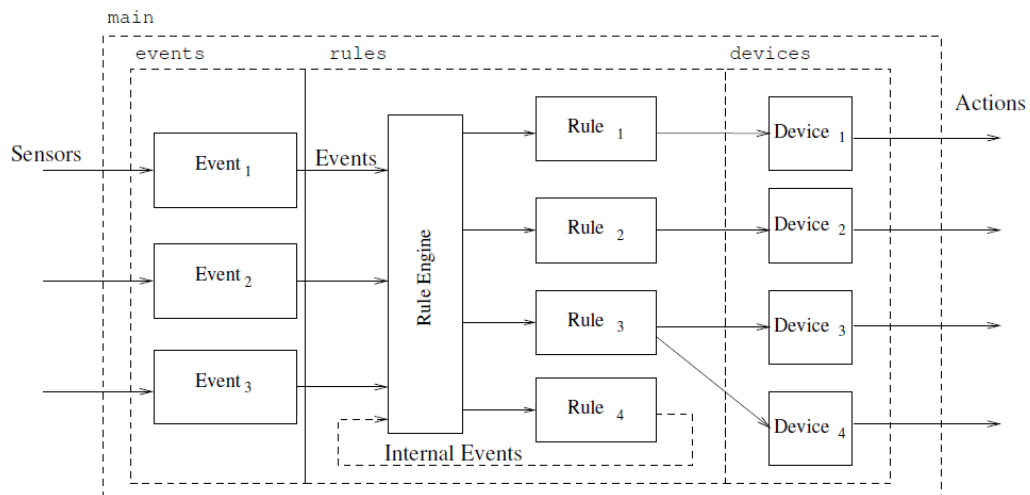 main
events
rules
devices
Sensors
Event 1
Events
Event 2
Event 3
Rule Engine
Rule 1
Rule 2
Rule 3
Rule 4
Internal Events
Device 1
Device 2
Device 3
Device 4
Actions